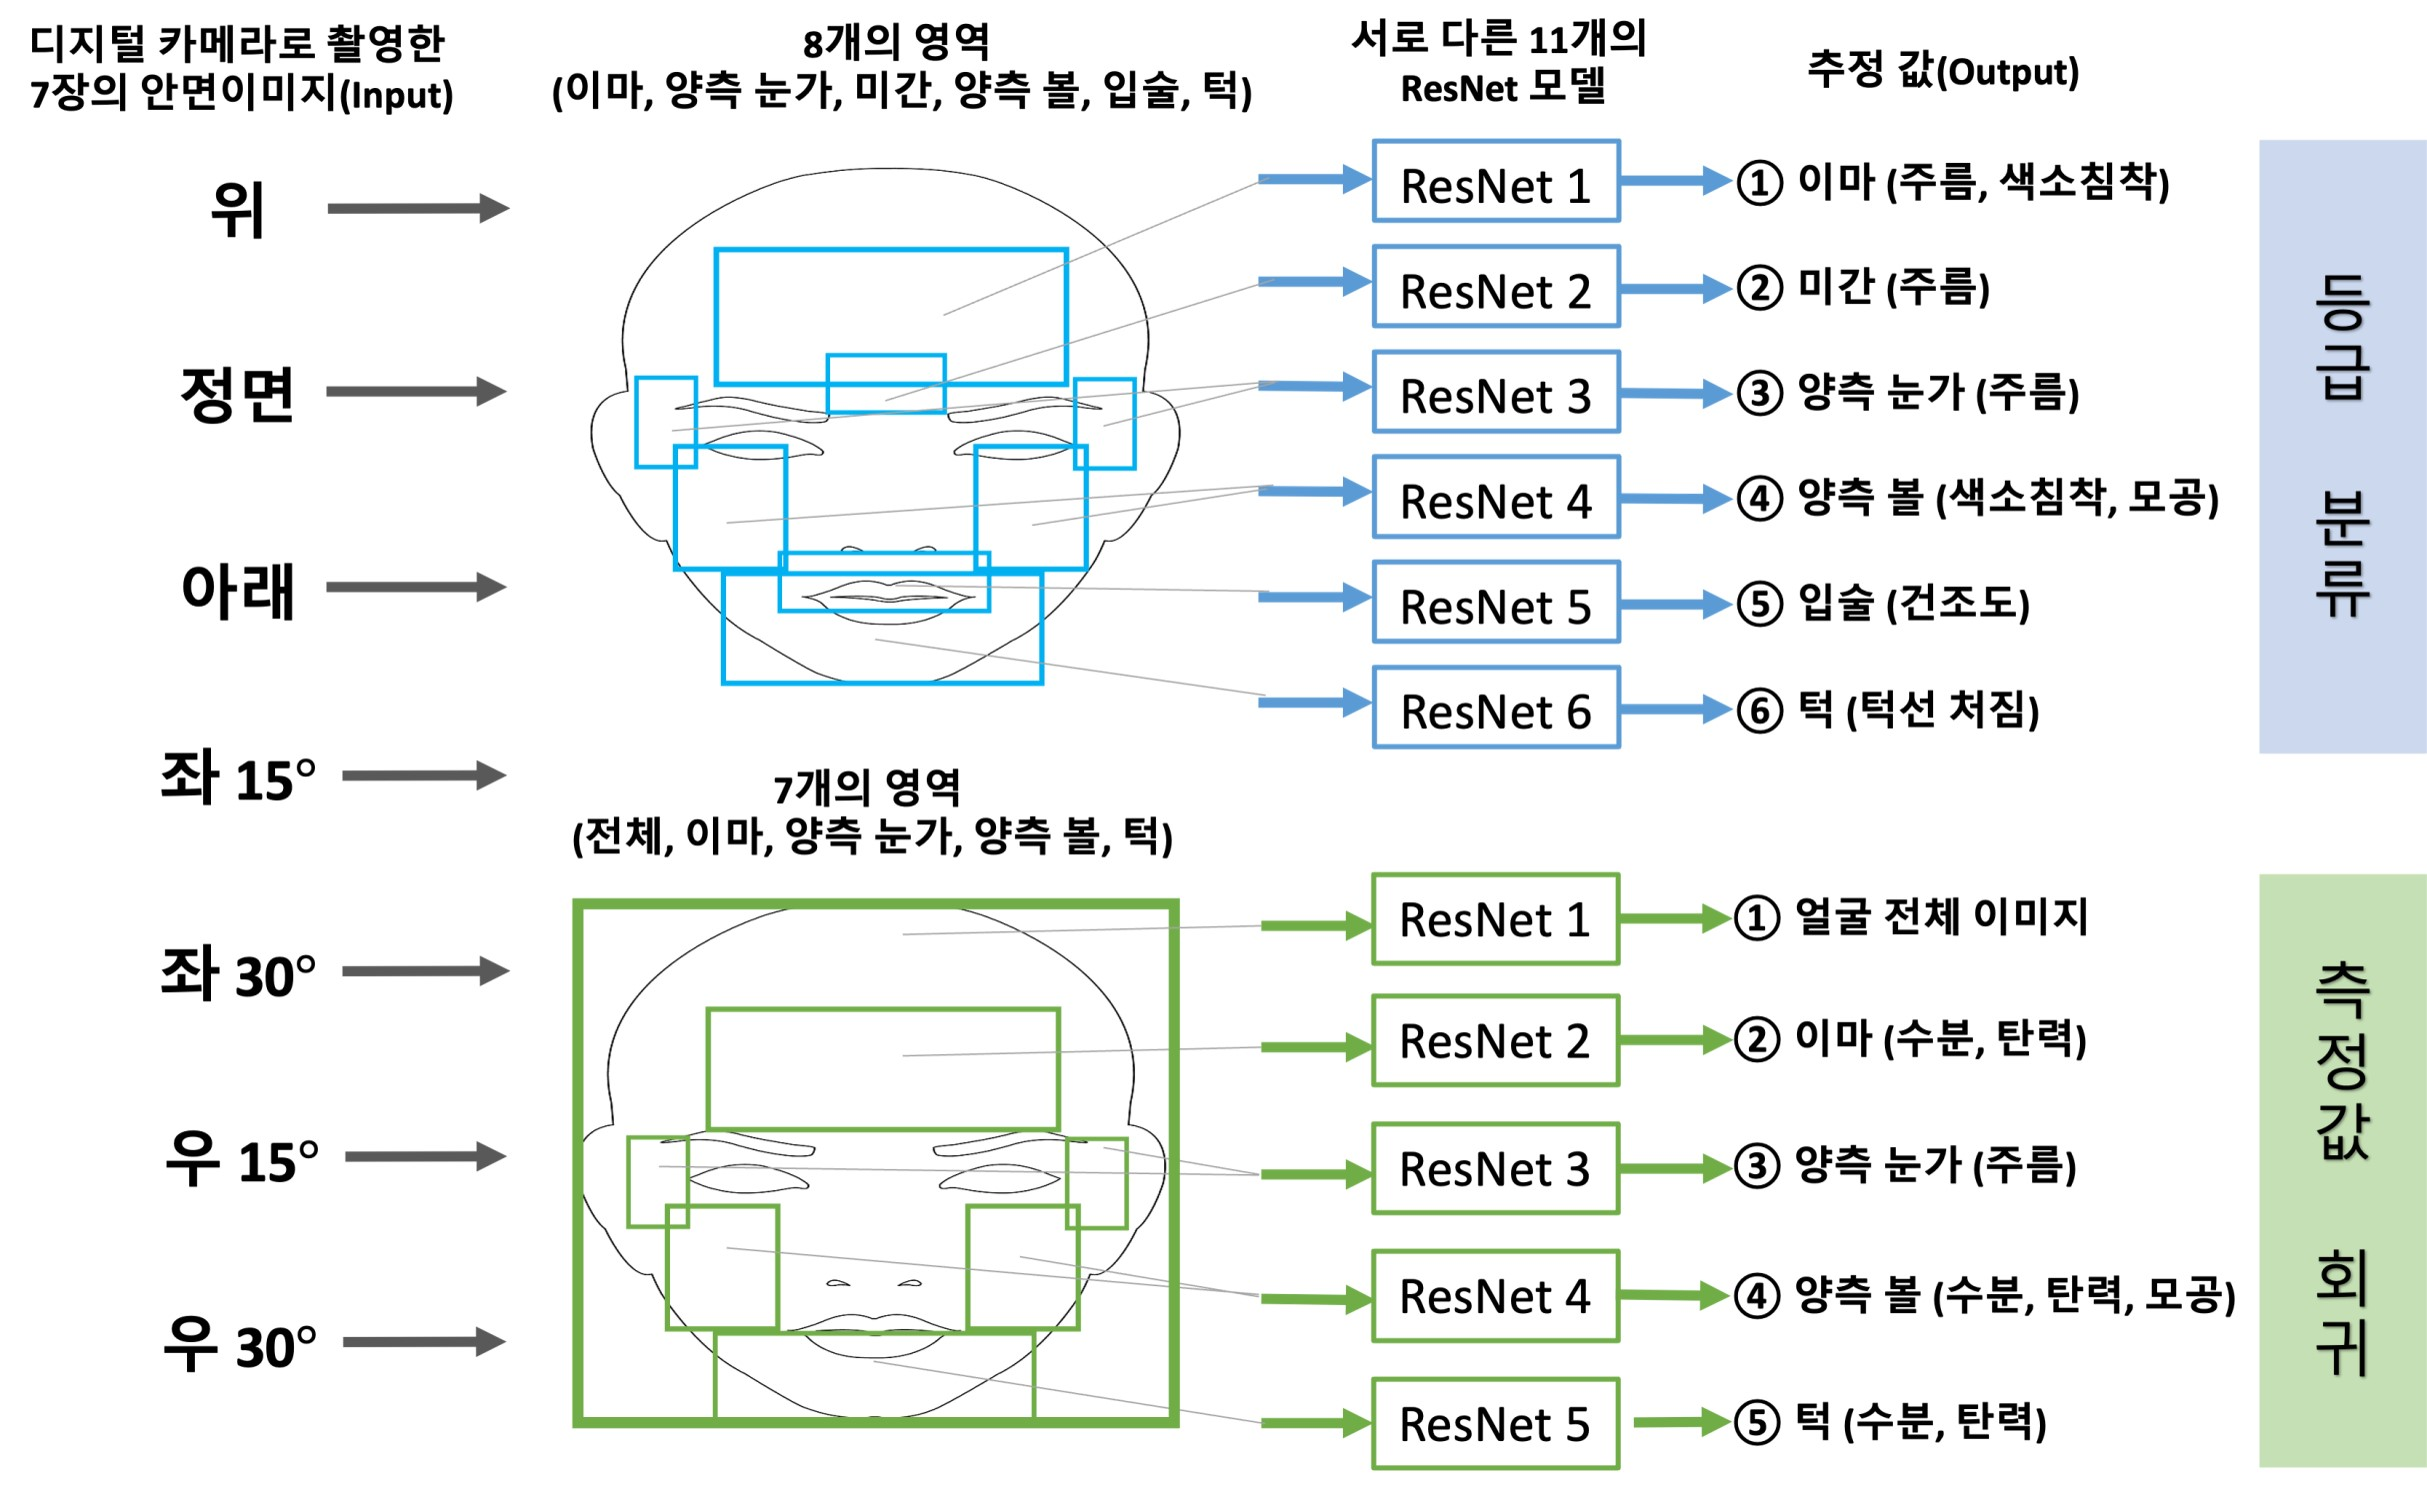 디지털 카메라로 촬영한
7장의 안면이미지(Input)
위
정면
아래
좌 15°
좌 30°
우 15°
우 30°
8개의 영역
(이마, 양측 눈가, 미간, 양측 볼, 입술, 턱)
7개의 영역
(전체, 이마, 양측 눈가, 양측 볼, 턱)
서로 다른 11개의
ResNet 모델
추정 값(Output)
ResNet 1
① 이마 (주름, 색소침착)
ResNet 2
② 미간 (주름)
ResNet 3
③ 양측 눈가 (주름)
ResNet 4
④ 양측 볼 (색소침착, 모공)
ResNet 5
⑤ 입술 (건조도)
ResNet 6
⑥ 턱 (턱선 처짐)
등급 분류
ResNet 1
① 얼굴 전체 이미지
ResNet 2
② 이마 (수분, 탄력)
ResNet 3
③ 양측 눈가 (주름)
ResNet 4
④ 양측 볼 (수분, 탄력, 모공)
ResNet 5
⑤ 턱 (수분, 탄력)
측정값 회귀